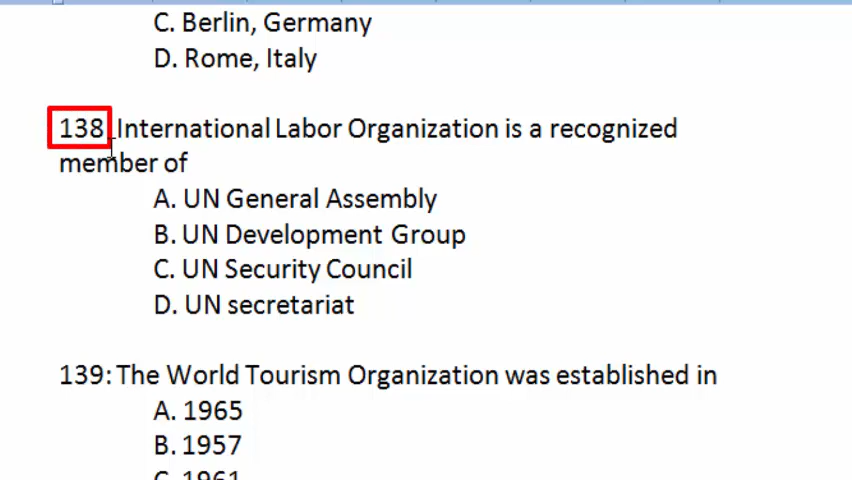 C. Berlin, Germany
D. Rome, Italy
138 International Labor Organization is a recognized
member of
A. UN General Assembly
B. UN Development Group
C. UN Security Council
D. UN secretariat
139: The World Tourism Organization was established in
A. 1965
B. 1957
C. 1961